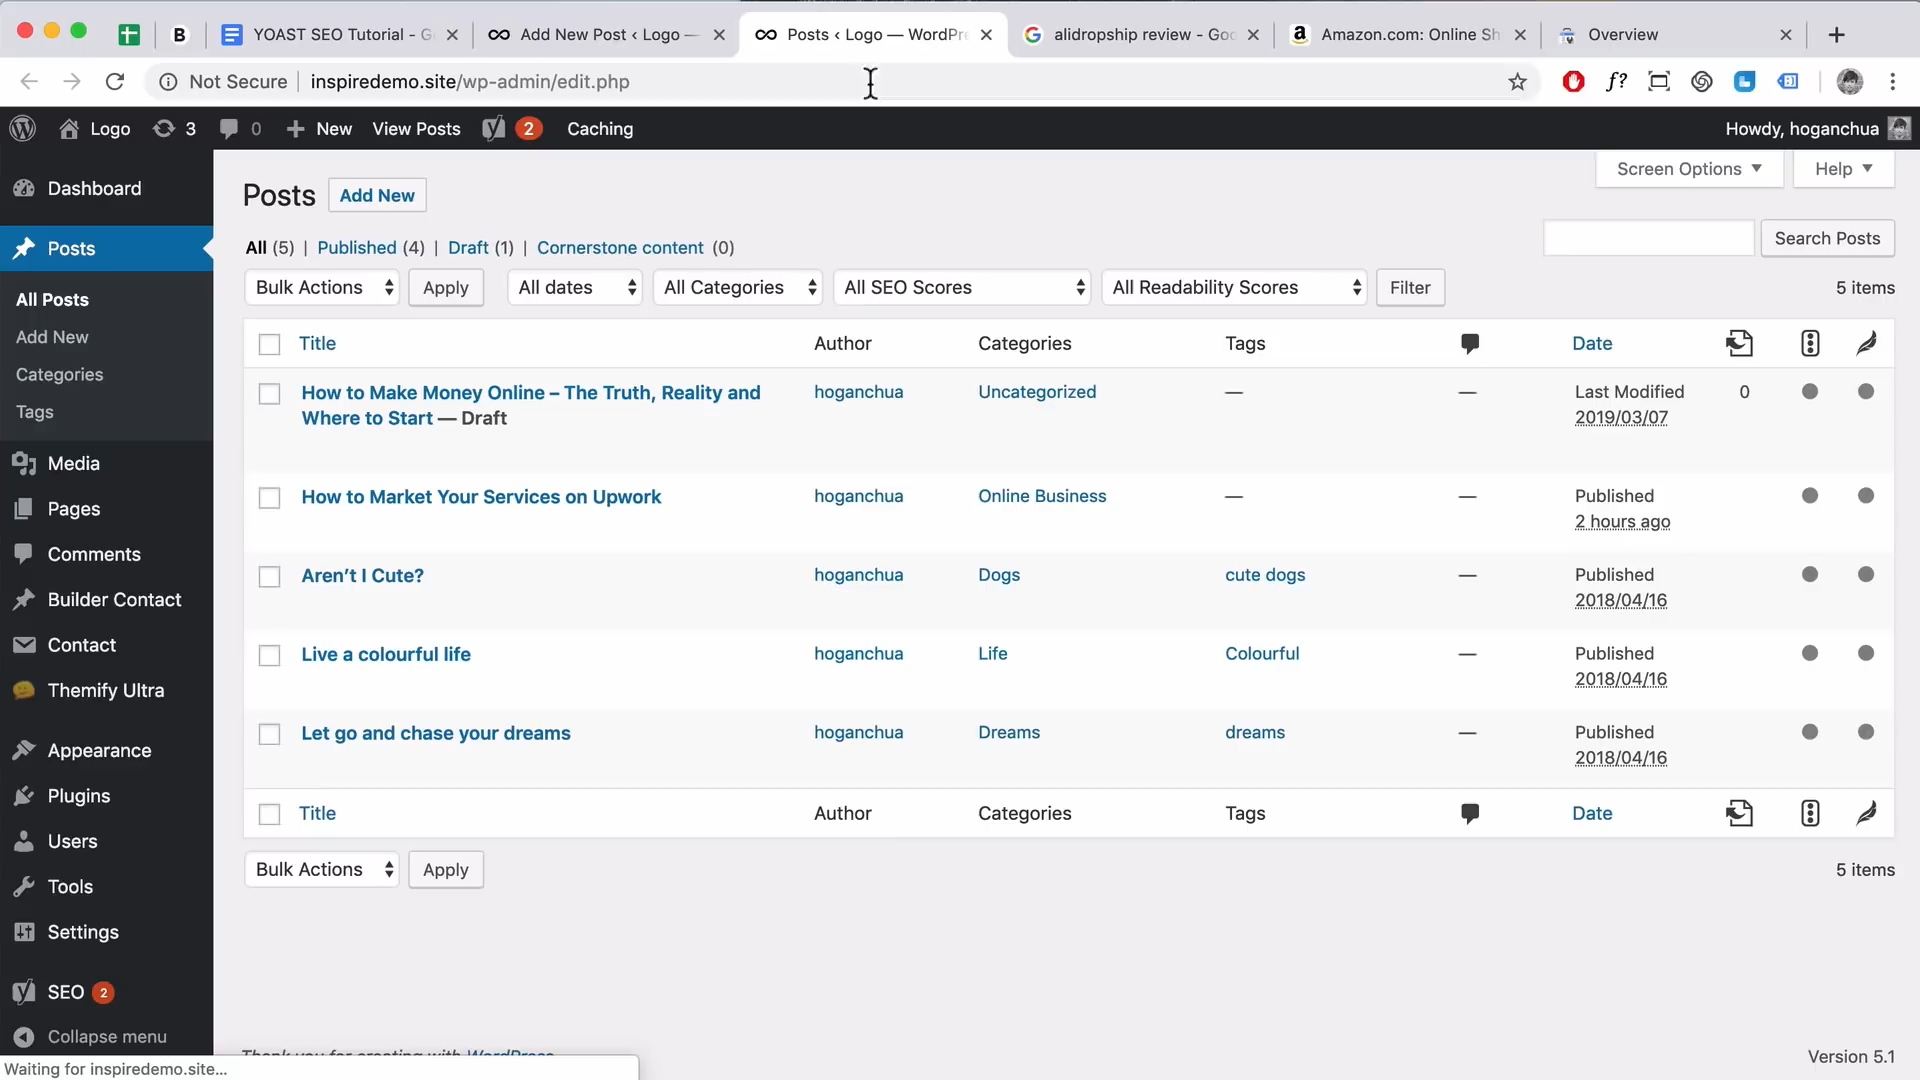 B YOAST SEO Tutorial - G Add New Post ‹ Logo — Posts ‹ Logo — WordPre alidropship review - Goo Amazon.com: Online Sh Overview
Not Secure inspiredemo.site/wp-admin/edit.php f?
Logo 3 0 New View Posts 2 Caching Howdy, hoganchua
Screen Options Help
Dashboard
Posts Add New
Posts
All (5) | Published (4) | Draft (1) | Cornerstone content (0) Search Posts
Bulk Actions Apply All dates All Categories All SEO Scores All Readability Scores Filter 5 items
All Posts
Add New
Categories
Tags
Media
Pages
Comments
Builder Contact
Contact
Themify Ultra
Appearance
Plugins
Users
Tools
Settings
SEO 2
Collapse menu
Title Author Categories Tags Date
How to Make Money Online – The Truth, Reality and hoganchua Uncategorized — — Last Modified 0
Where to Start — Draft 2019/03/07
How to Market Your Services on Upwork hoganchua Online Business — — Published
2 hours ago
Aren’t I Cute? hoganchua Dogs cute dogs — Published
2018/04/16
Live a colourful life hoganchua Life Colourful — Published
2018/04/16
Let go and chase your dreams hoganchua Dreams dreams — Published
2018/04/16
Title Author Categories Tags Date
Bulk Actions Apply 5 items
Thank you for creating with WordPress Version 5.1
Waiting for inspiredemo.site...